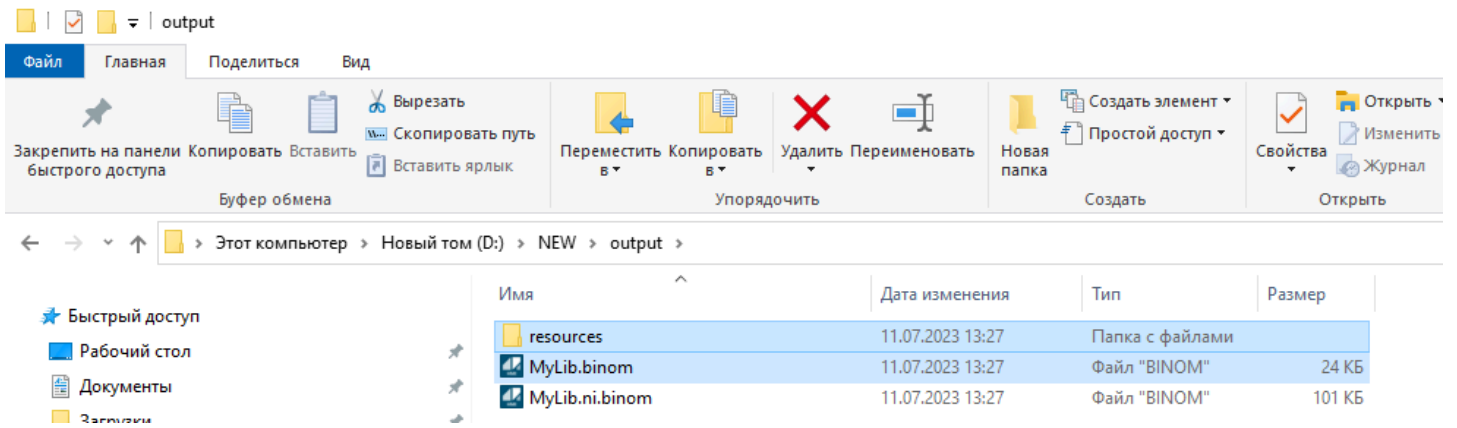 output
Файл Главная Поделиться Вид
Закрепить на панели быстрого доступа
Копировать
Вставить
Вырезать
Скопировать путь
Вставить ярлык
Буфер обмена
Переместить в
Копировать в
Удалить
Переименовать
Упорядочить
Новая папка
Создать элемент
Простой доступ
Создать
Свойства
Открыть
Изменить
Журнал
Открыть
Этот компьютер > Новый том (D:) > NEW > output >
Имя Дата изменения Тип Размер
Быстрый доступ
Рабочий стол
Документы
Загрузки
resources 11.07.2023 13:27 Папка с файлами
MyLib.binom 11.07.2023 13:27 Файл "BINOM" 24 КБ
MyLib.ni.binom 11.07.2023 13:27 Файл "BINOM" 101 КБ